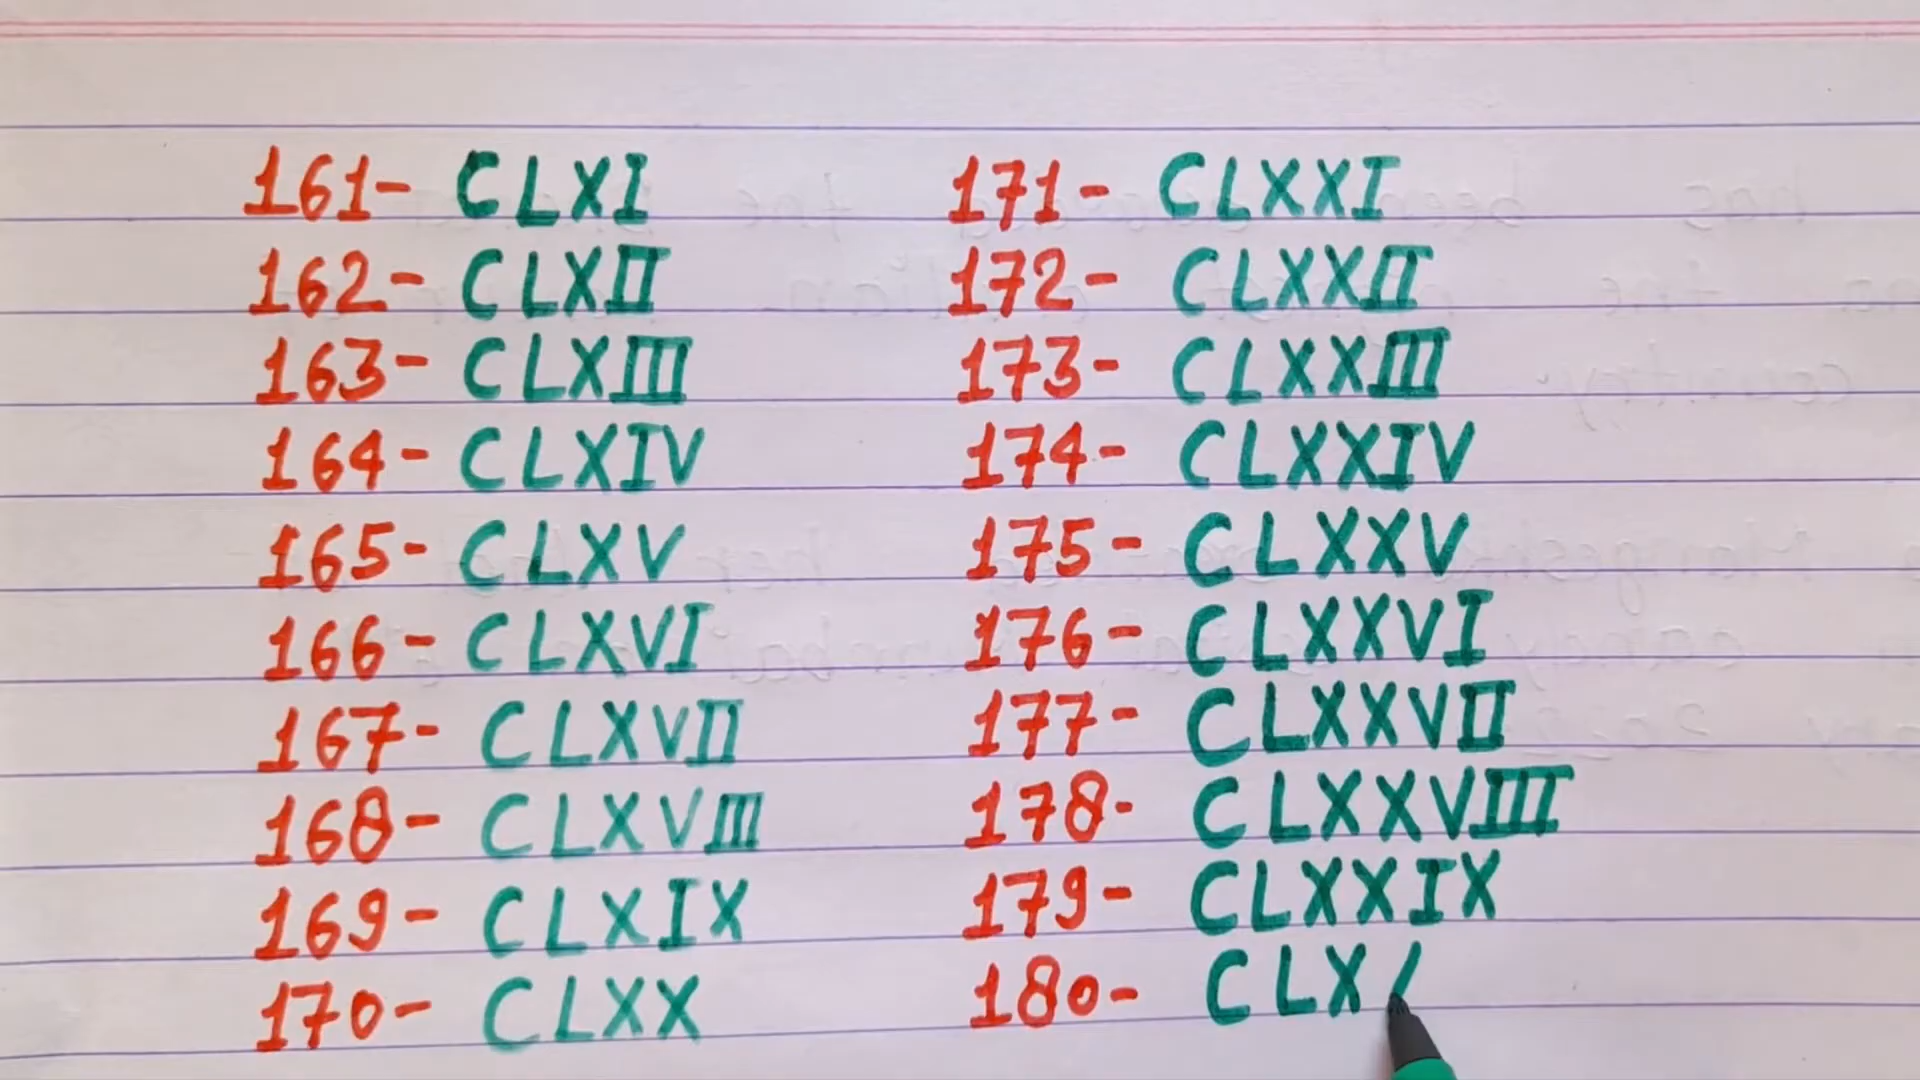 161- CLXI
162- CLXII
163- CLXIII
164- CLXIV
165- CLXV
166- CLXVI
167- CLXVII
168- CLXVIII
169- CLXIX
170- CLXX
171- CLXXI
172- CLXXII
173- CLXXIII
174- CLXXIV
175- CLXXV
176- CLXXVI
177- CLXXVII
178- CLXXVIII
179- CLXXIX
180- CLX/